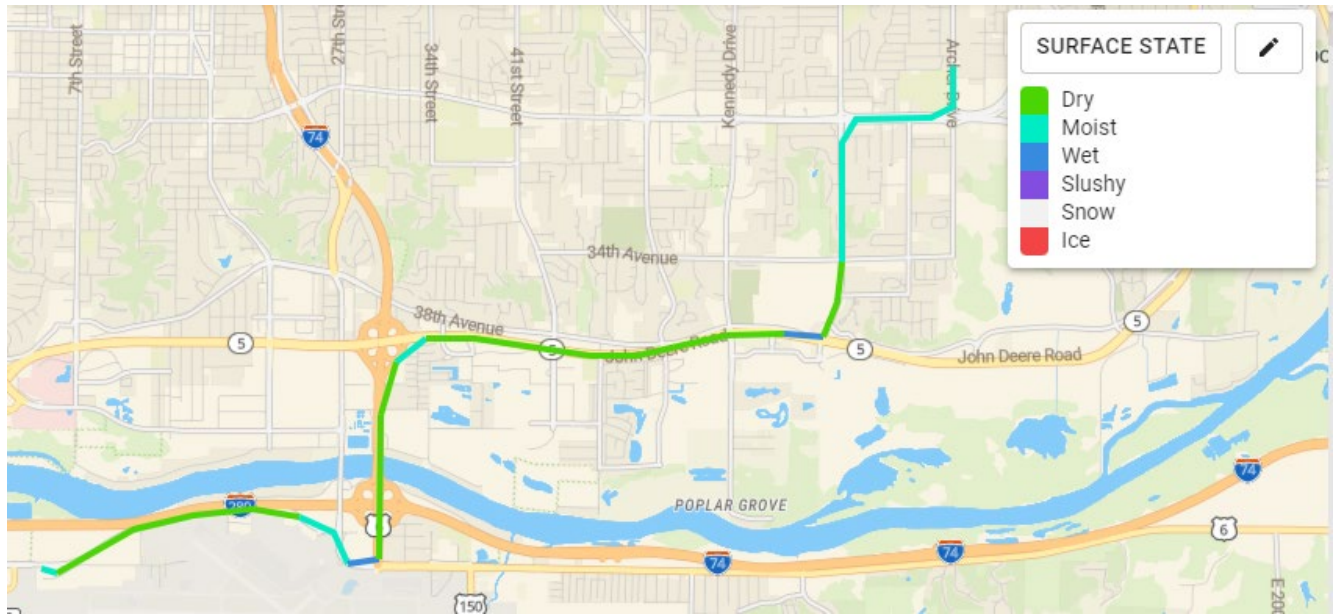 7th Street
27th Str
34th Street
41st Street
Kennedy Drive
Archer Drive
SURFACE STATE
Dry
Moist
Wet
Slushy
Snow
Ice
74
34th Avenue
38th Avenue
5
5
John Deere Road
5
John Deere Road
5
280
POPLAR GROVE
74
6
74
74
150
E 200